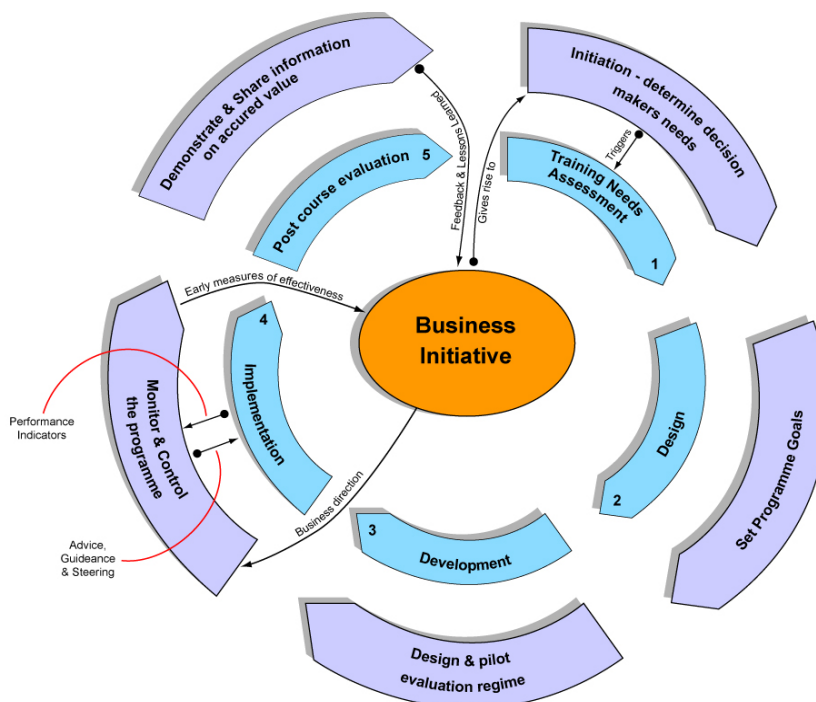 Demonstrate & Share information
on accured value
Initiation - determine decision
makers needs
Post course evaluation 5
Feedback & Lessons Learned
Gives rise to
Triggers
Training Needs
Assessment
1
Early measures of effectiveness
Business
Initiative
4
Implementation
Monitor & Control
the programme
Performance
Indicators
Design
2
Set Programme Goals
Business direction
3
Development
Advice,
Guideance
& Steering
Design & pilot
evaluation regime